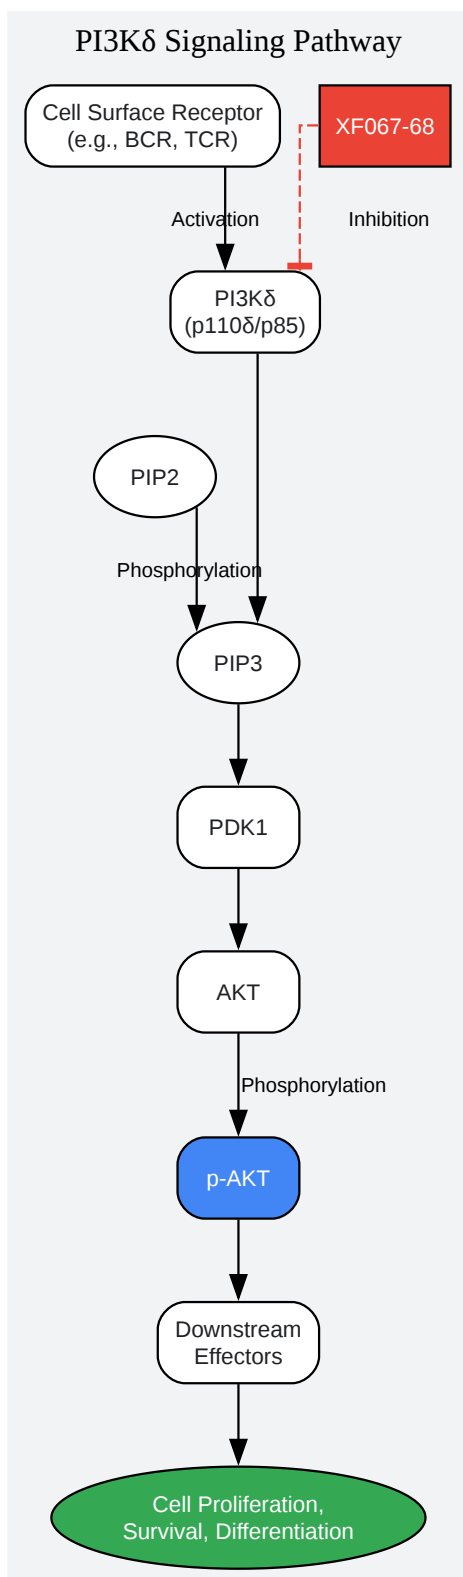 PI3Kδ Signaling Pathway
Cell Surface Receptor
(e.g., BCR, TCR)
XF067-68
Activation
Inhibition
PI3Kδ
(p110δ/p85)
PIP2
Phosphorylation
PIP3
PDK1
AKT
Phosphorylation
p-AKT
Downstream
Effectors
Cell Proliferation,
Survival, Differentiation